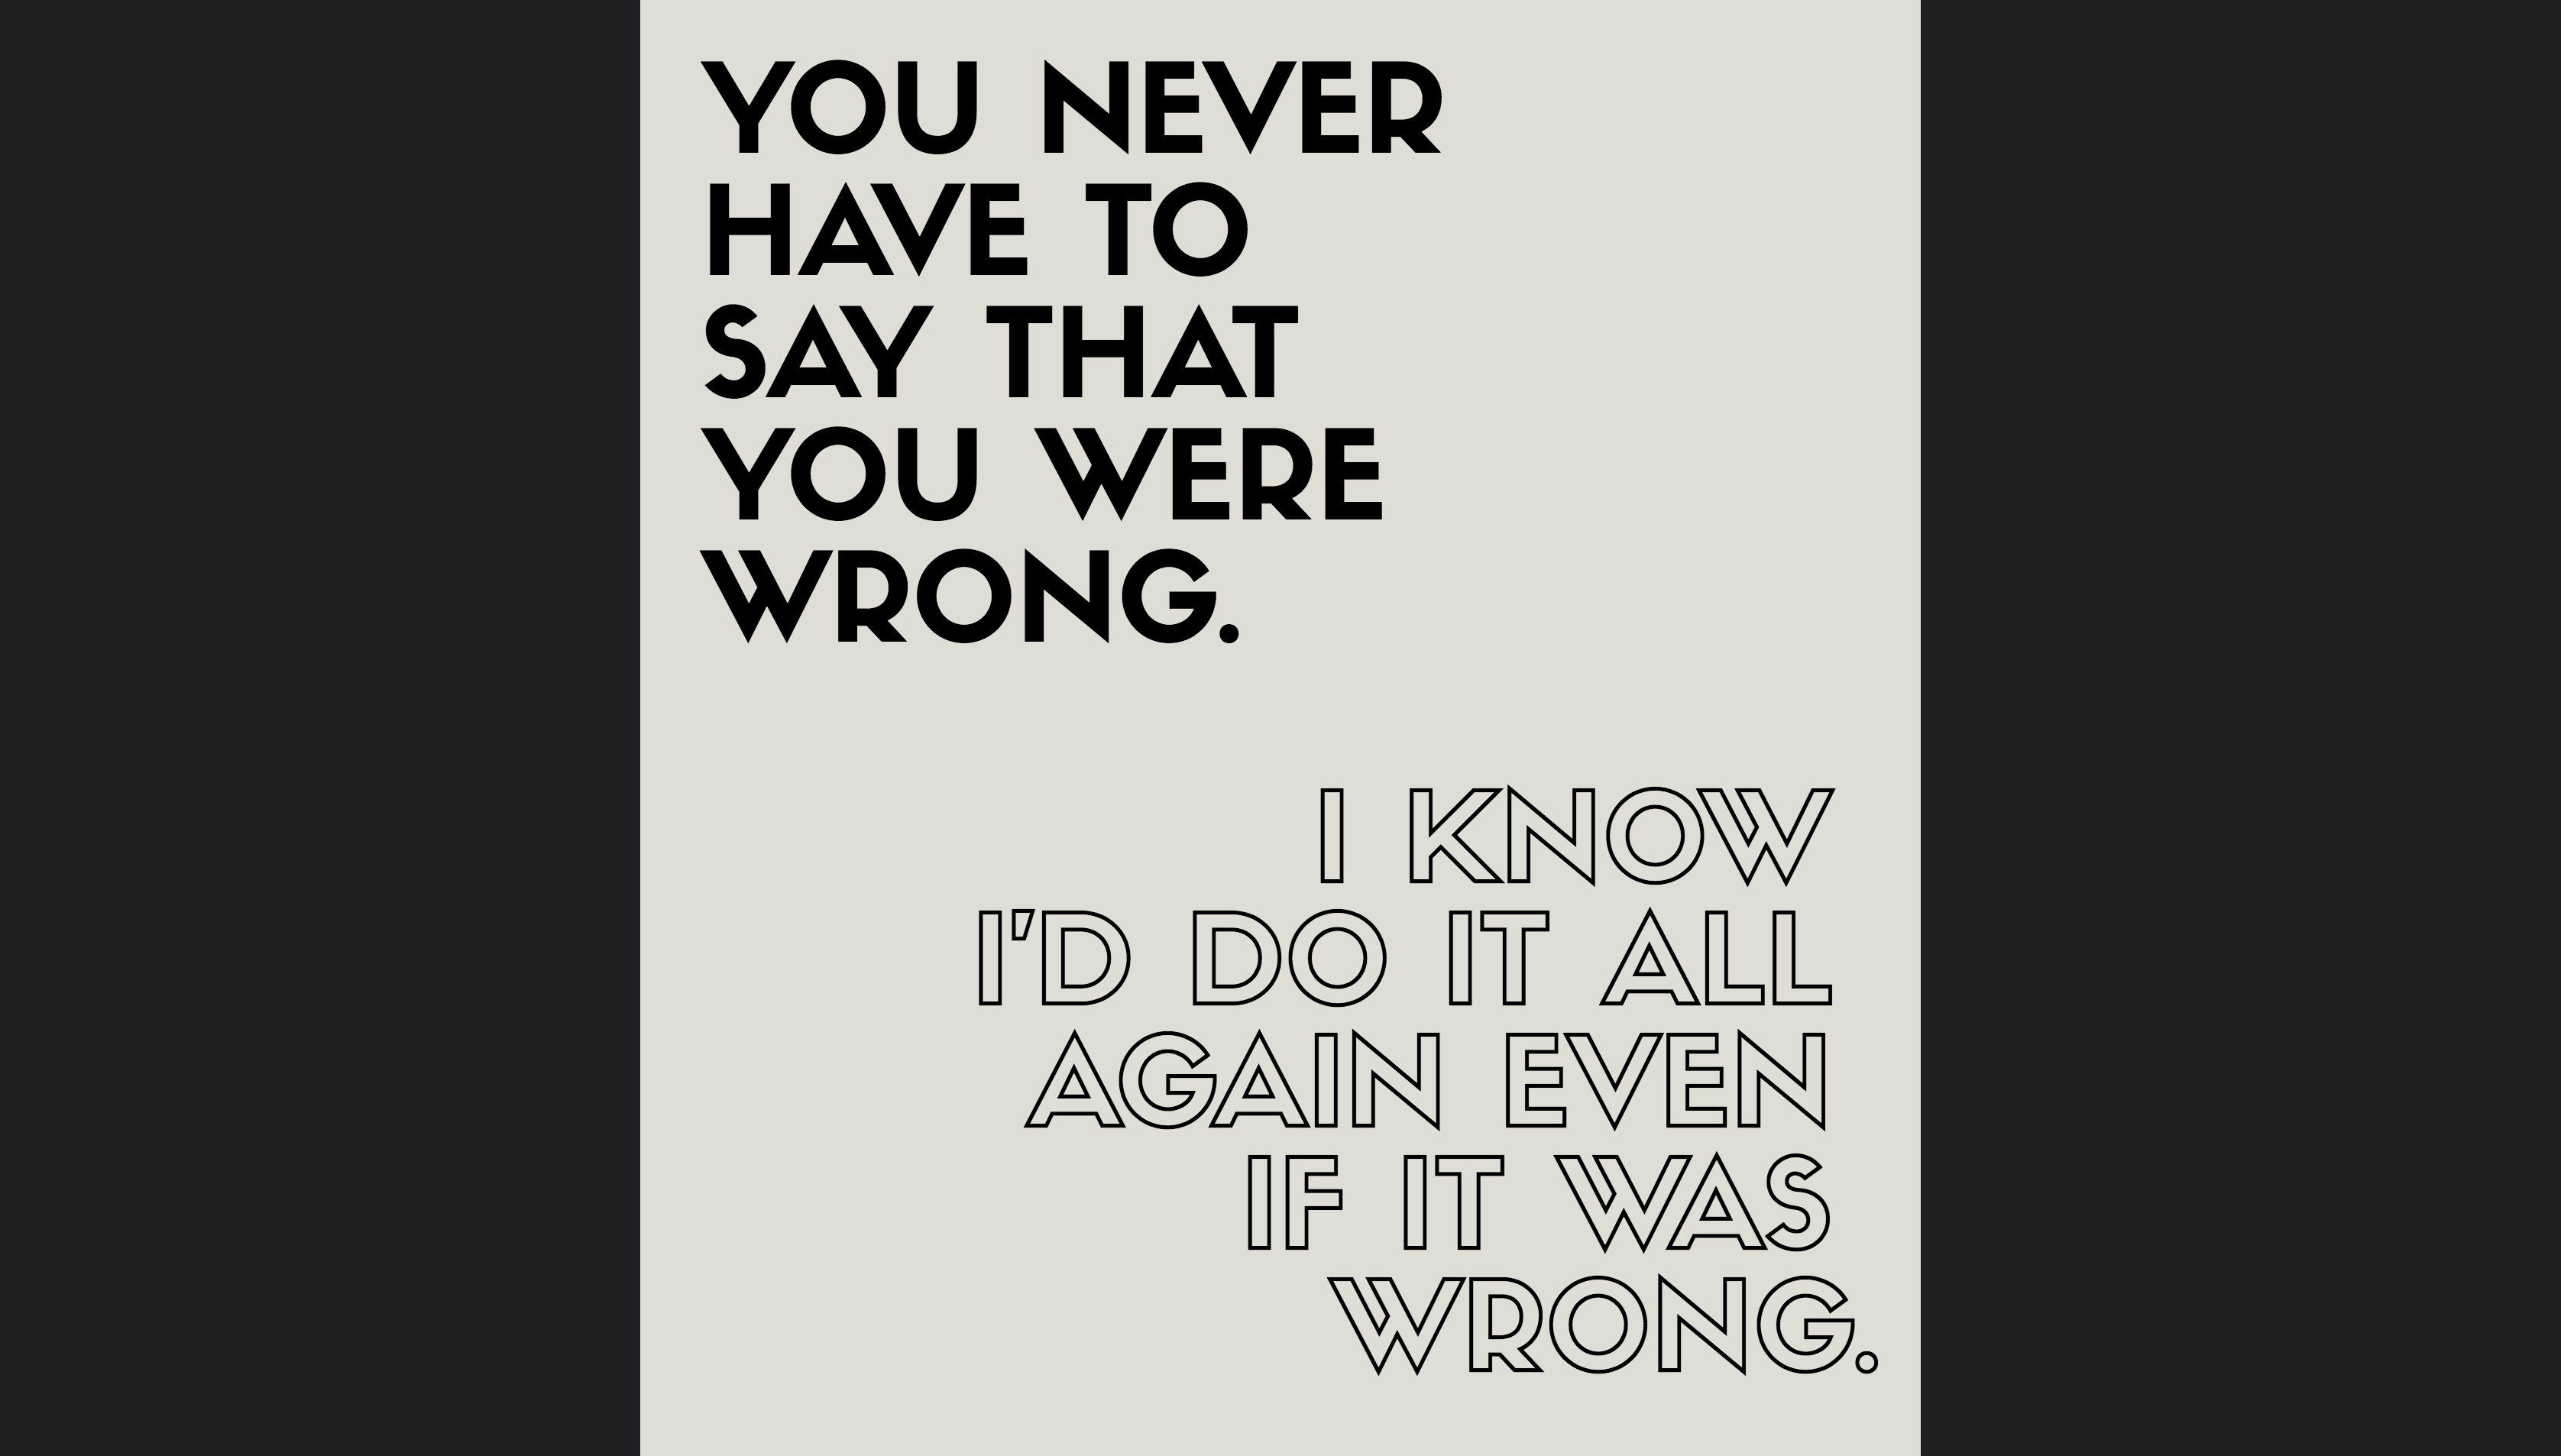 YOU NEVER
HAVE TO
SAY THAT
YOU WERE
WRONG.
I KNOW
I'D DO IT ALL
AGAIN EVEN
IF IT WAS
WRONG.